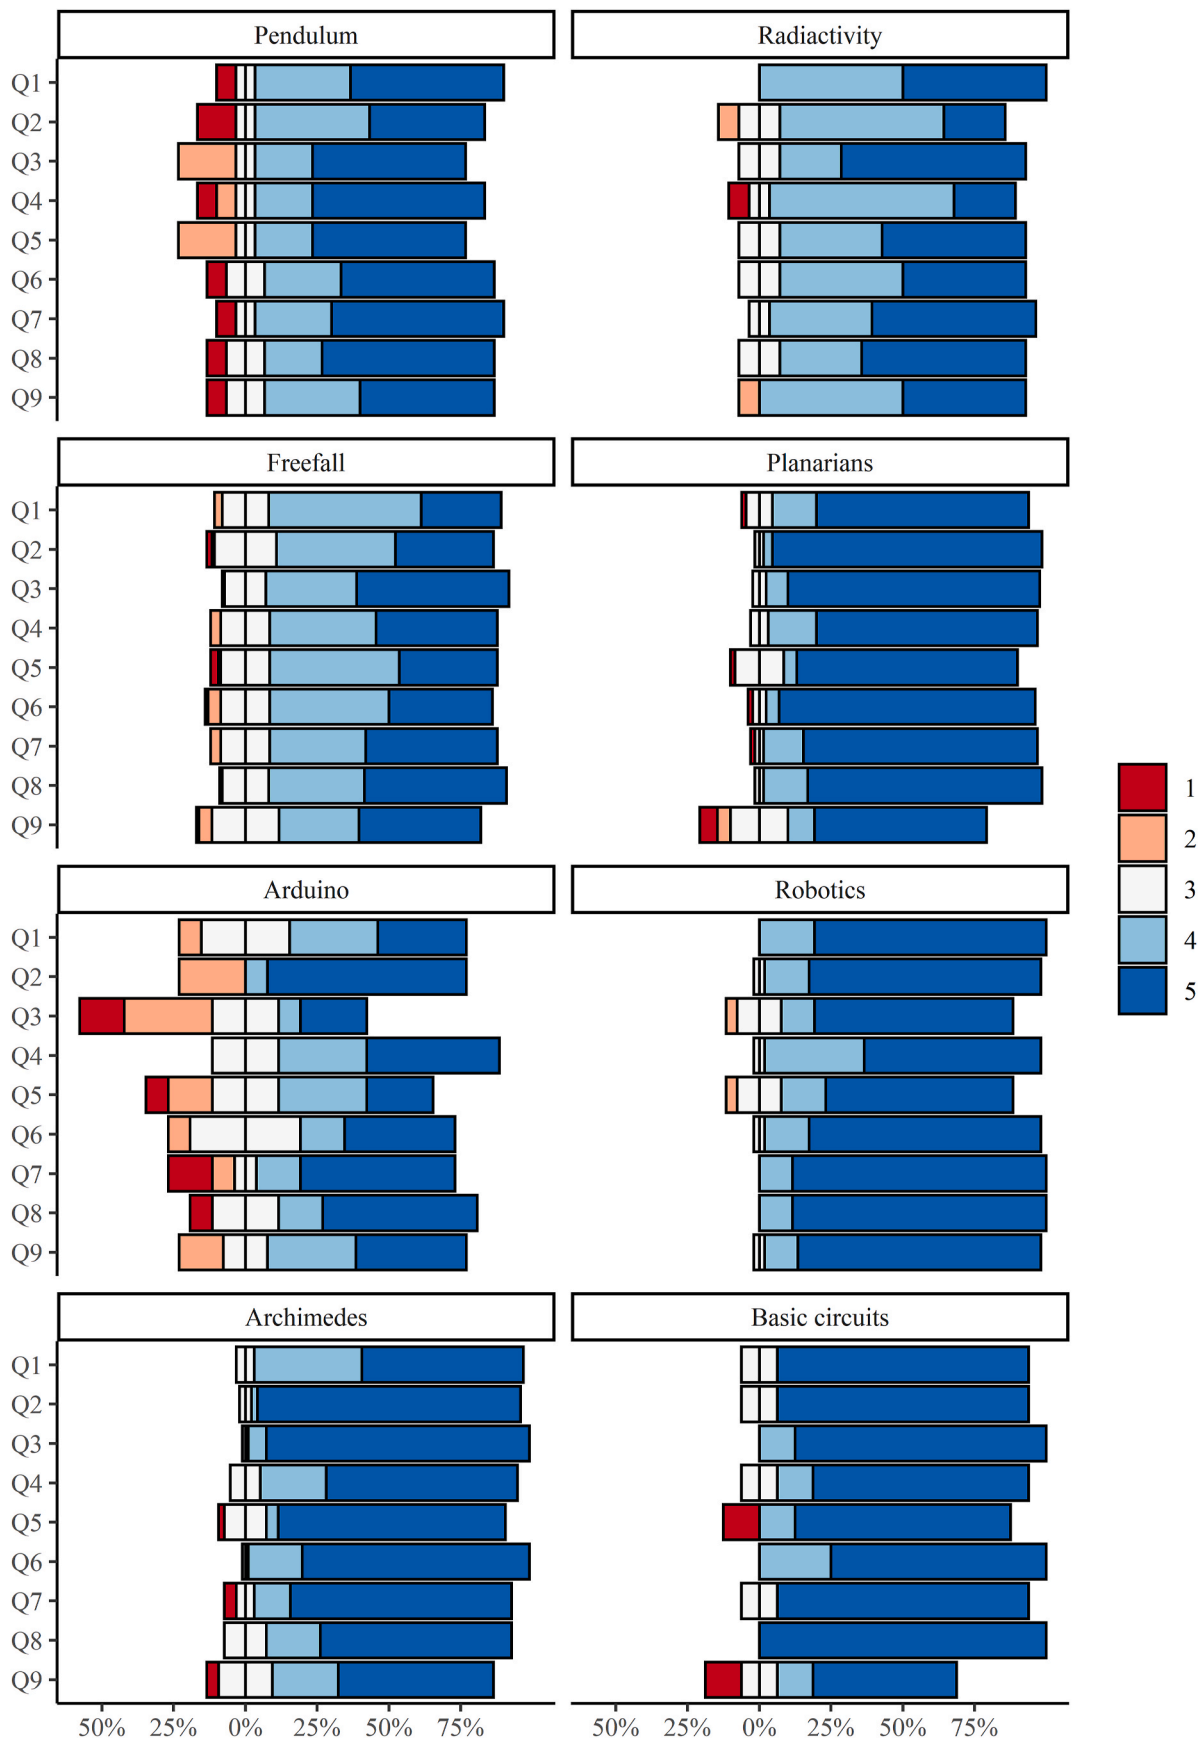 Pendulum Radiactivity
Q1
Q2
Q3
Q4
Q5
Q6
Q7
Q8
Q9
Freefall Planarians
Q1
Q2
Q3
Q4
Q5
Q6
Q7
Q8
Q9
1
2
3
4
5
Arduino Robotics
Q1
Q2
Q3
Q4
Q5
Q6
Q7
Q8
Q9
Archimedes Basic circuits
Q1
Q2
Q3
Q4
Q5
Q6
Q7
Q8
Q9
50% 25% 0% 25% 50% 75% 50% 25% 0% 25% 50% 75%